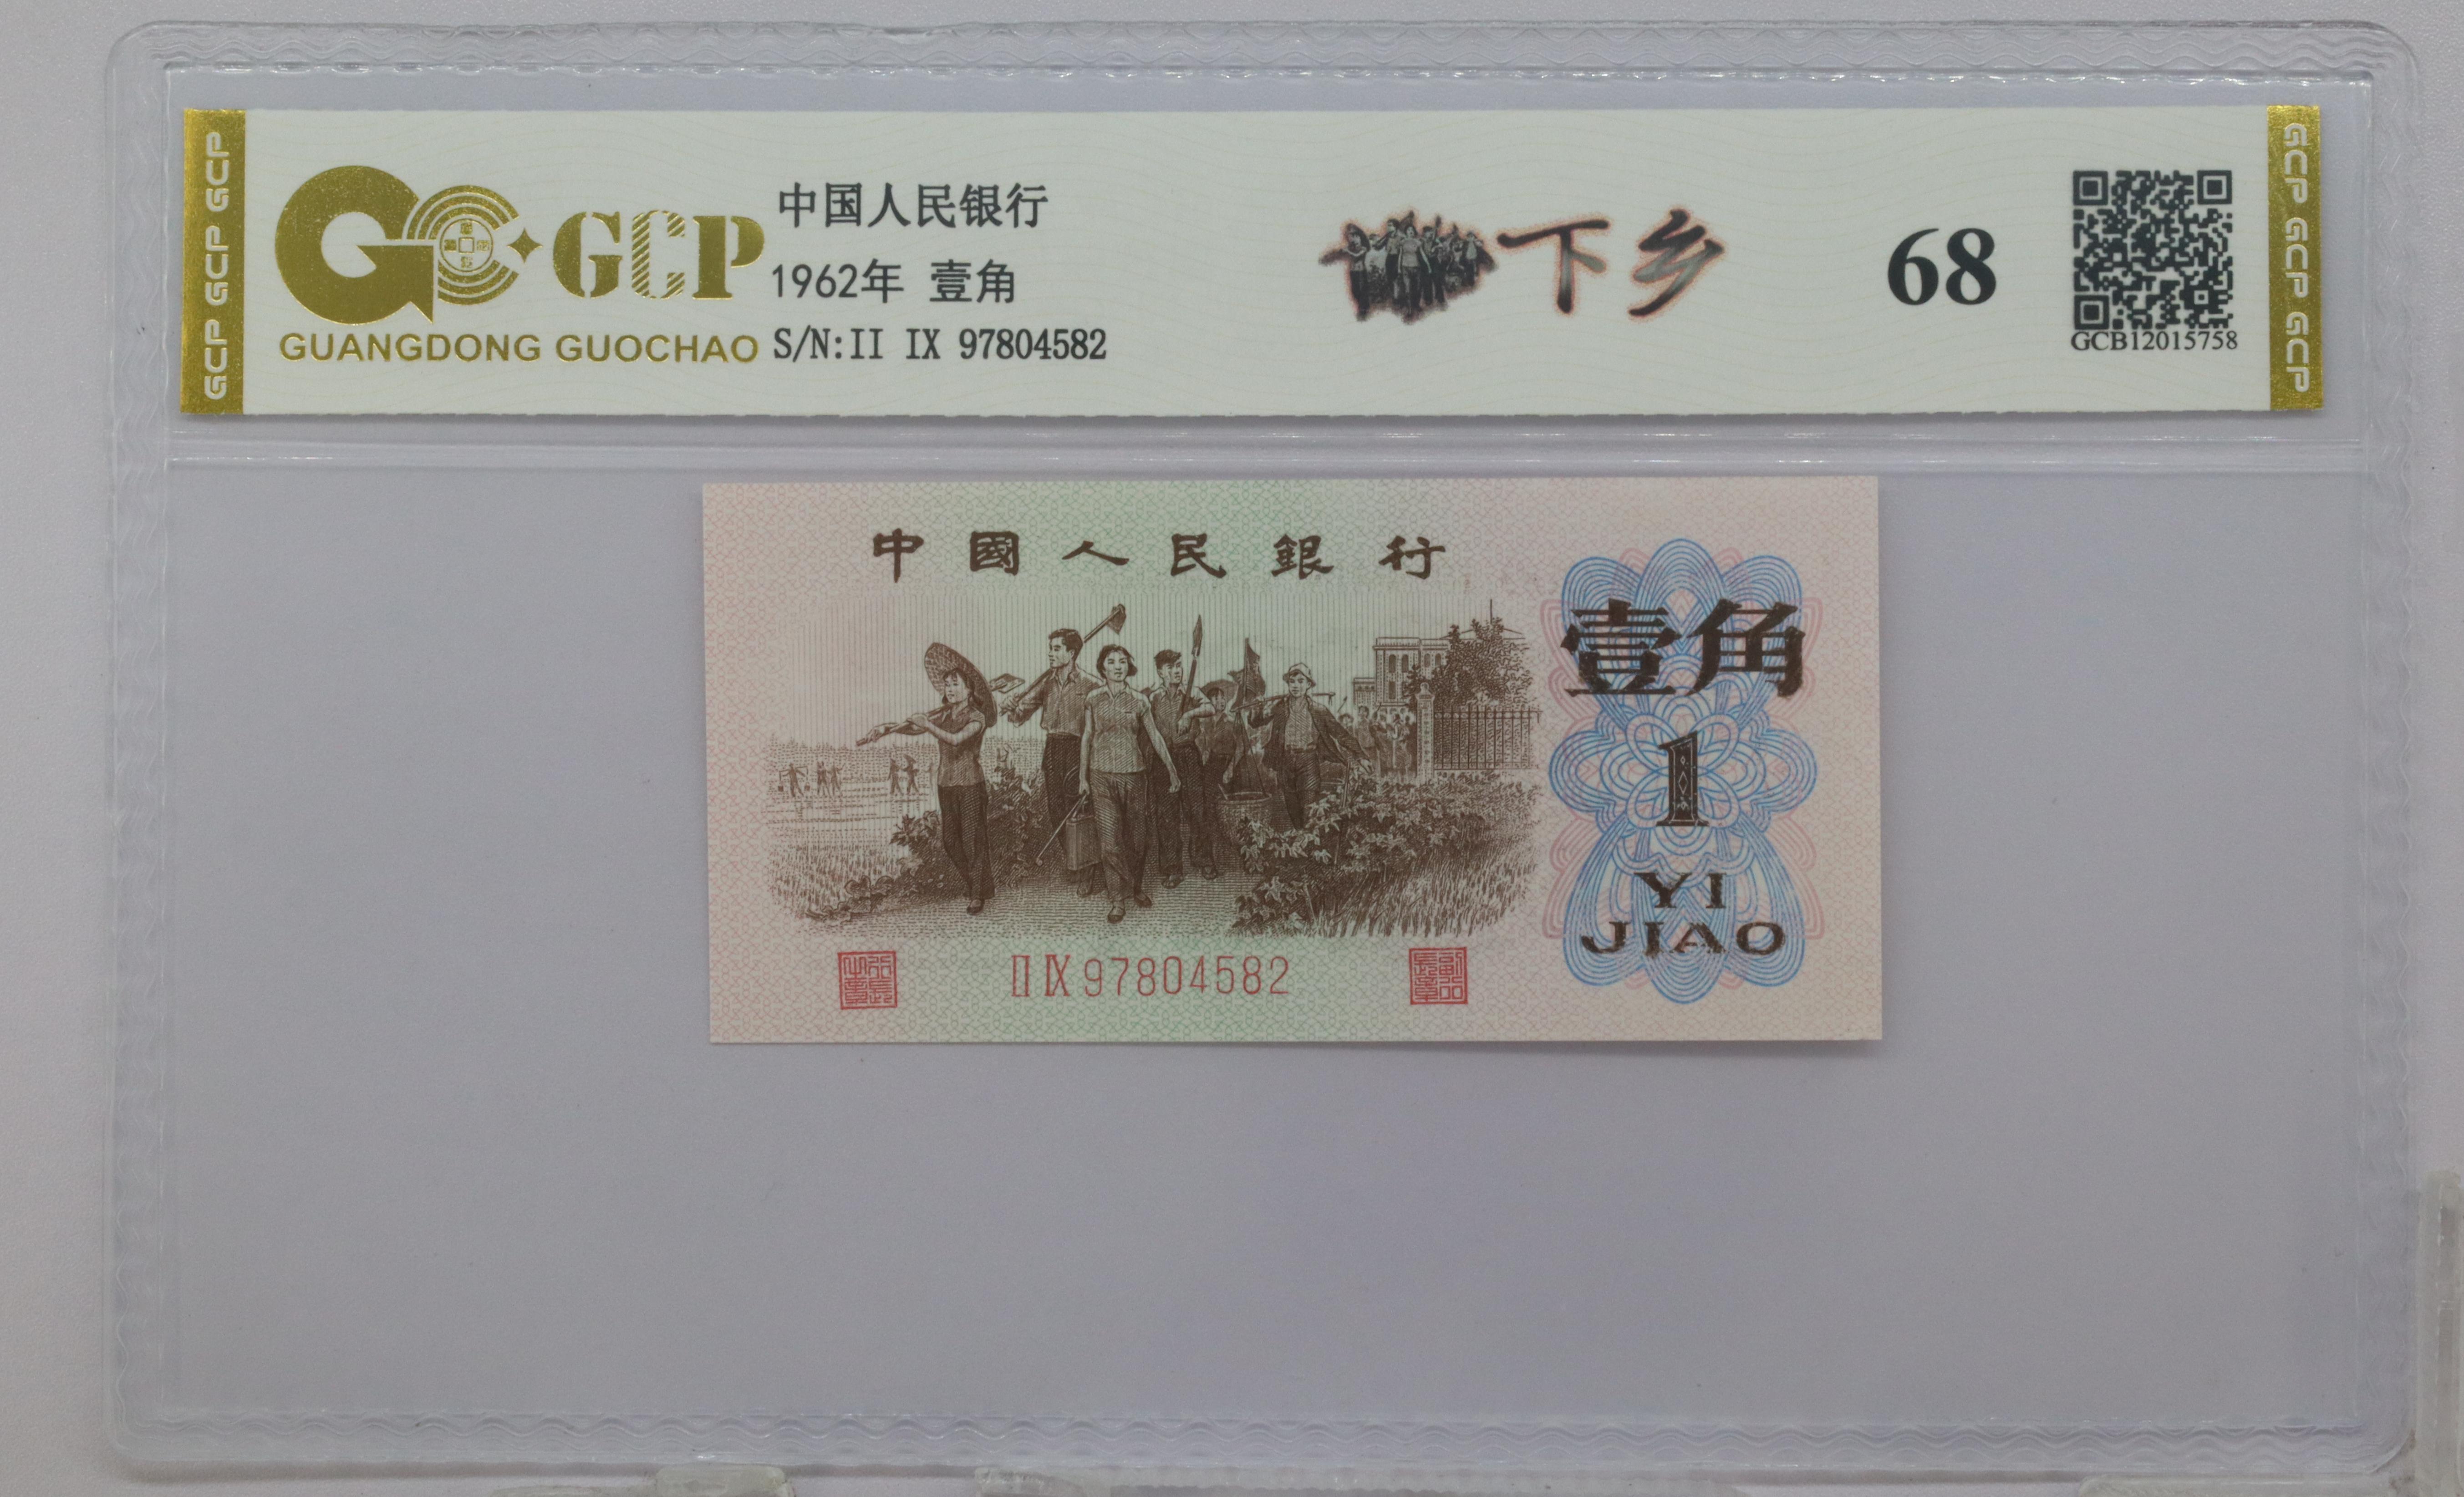 GCP GCP GCP
GCP
GUANGDONG GUOCHAO
中国人民银行
1962年 壹角
S/N:II IX 97804582
下乡
68
GCB12015758
GCP GCP GCP
中國人民銀行
壹角
1
YI
JIAO
II IX 97804582